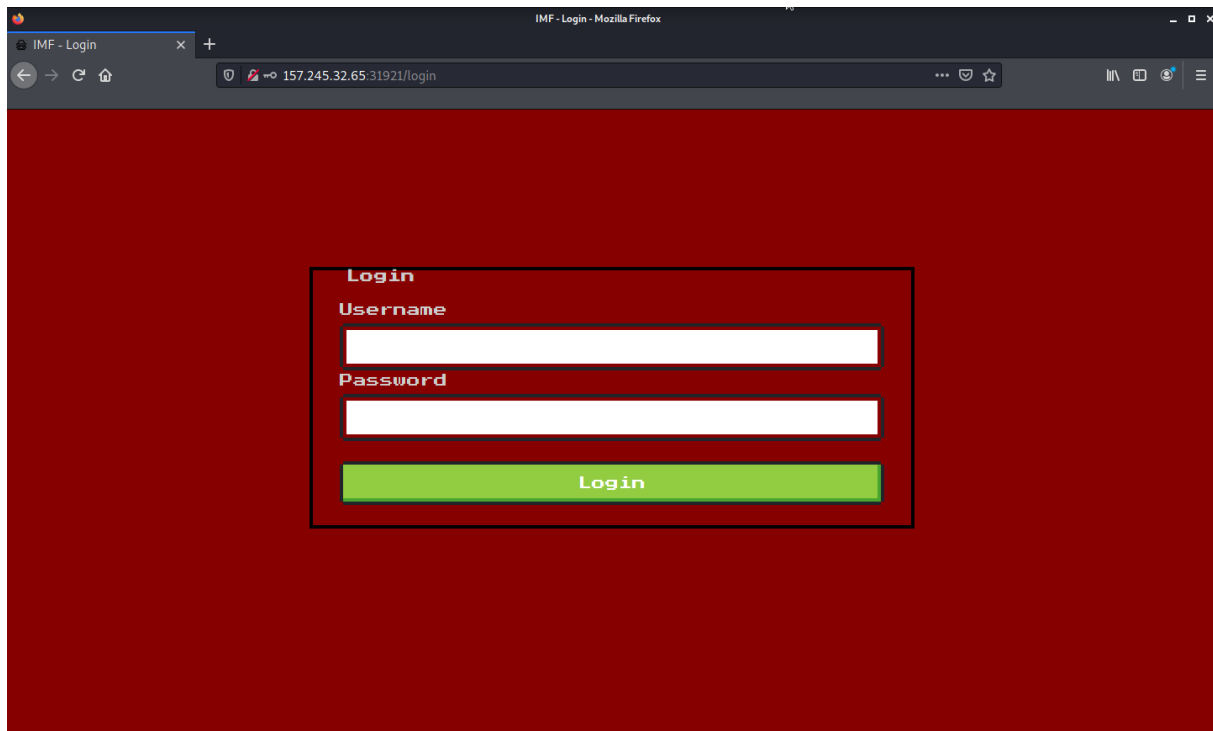 IMF - Login - Mozilla Firefox
IMF - Login
157.245.32.65:31921/login
Login
Username
Password
Login